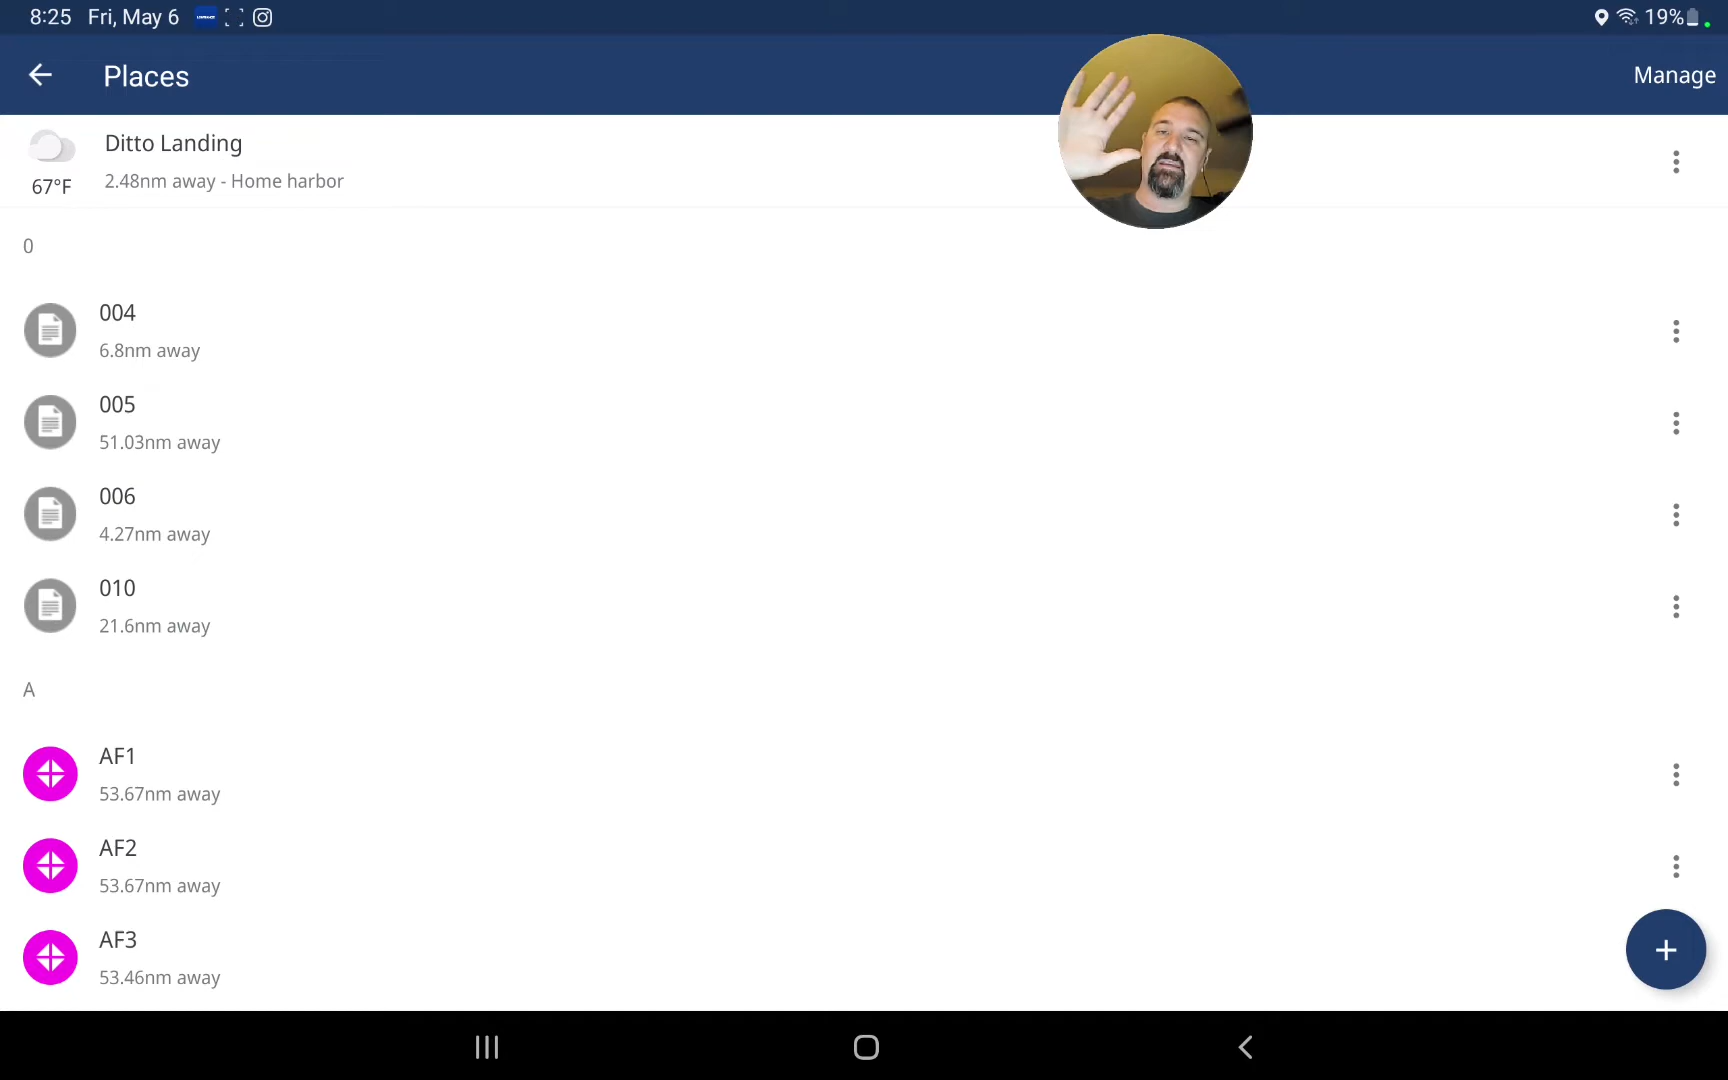 8:25 Fri, May 6 19%
Places
Manage
Ditto Landing
67°F
2.48nm away - Home harbor
0
004
6.8nm away
005
51.03nm away
006
4.27nm away
010
21.6nm away
A
AF1
53.67nm away
AF2
53.67nm away
AF3
53.46nm away